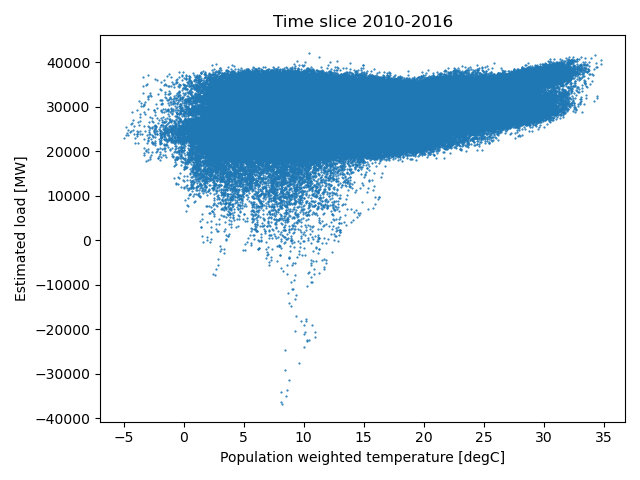 Time slice 2010-2016
Estimated load [MW]
40000
30000
20000
10000
0
−10000
−20000
−30000
−40000
−5 0 5 10 15 20 25 30 35
Population weighted temperature [degC]